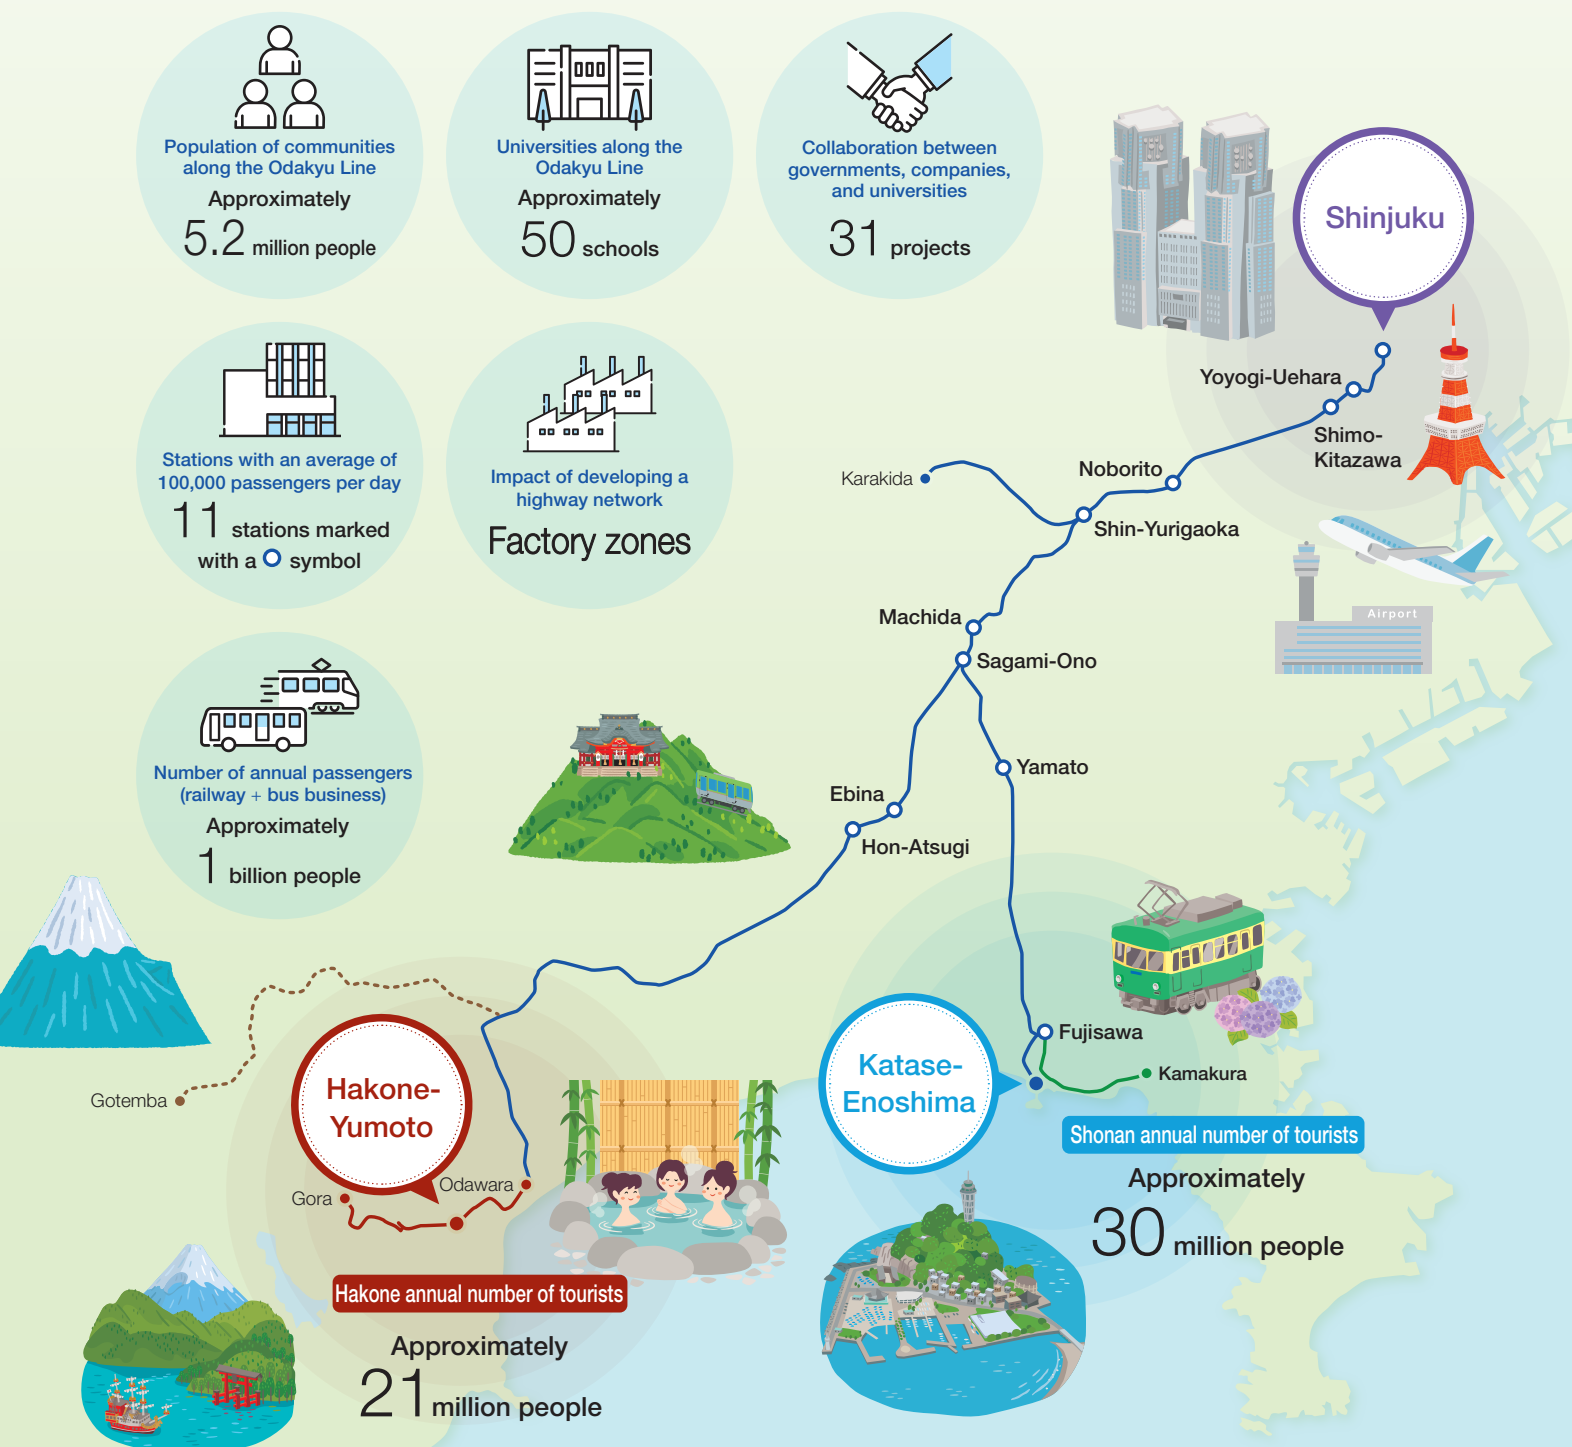 Population of communities
along the Odakyu Line
Approximately
5.2 million people
Universities along the
Odakyu Line
Approximately
50 schools
Collaboration between
governments, companies,
and universities
31 projects
Shinjuku
Stations with an average of
100,000 passengers per day
11 stations marked
with a symbol
Impact of developing a
highway network
Factory zones
Yoyogi-Uehara
Shimo-
Kitazawa
Noborito
Karakida
Shin-Yurigaoka
Airport
Machida
Sagami-Ono
Number of annual passengers
(railway + bus business)
Approximately
1 billion people
Yamato
Ebina
Hon-Atsugi
Fujisawa
Kamakura
Katase-
Enoshima
Gotemba
Hakone-
Yumoto
Odawara
Gora
Shonan annual number of tourists
Approximately
30 million people
Hakone annual number of tourists
Approximately
21 million people